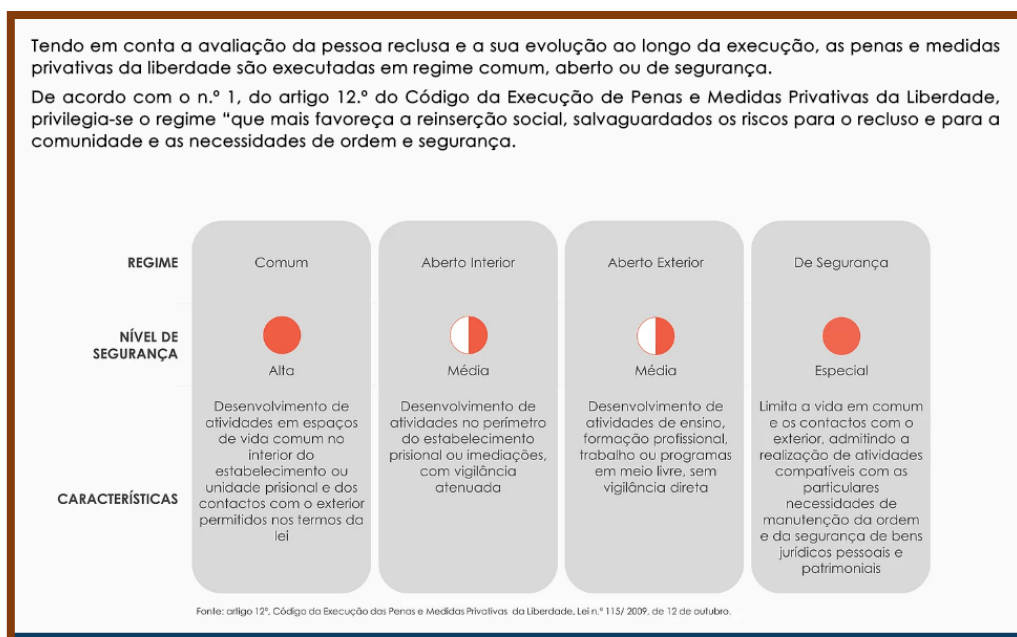 Tendo em conta a avaliação da pessoa reclusa e a sua evolução ao longo da execução, as penas e medidas
privativas da liberdade são executadas em regime comum, aberto ou de segurança.
De acordo com o n.º 1, do artigo 12.º do Código da Execução de Penas e Medidas Privativas da Liberdade,
privilegia-se o regime “que mais favoreça a reinserção social, salvaguardados os riscos para o recluso e para a
comunidade e as necessidades de ordem e segurança.
REGIME
Comum
Aberto Interior
Aberto Exterior
De Segurança
NÍVEL DE
SEGURANÇA
Alta
Média
Média
Especial
CARACTERÍSTICAS
Desenvolvimento de
atividades em espaços
de vida comum no
interior do
estabelecimento ou
unidade prisional e dos
contactos com o exterior
permitidos nos termos da
lei
Desenvolvimento de
atividades no perímetro
do estabelecimento
prisional ou imediações,
com vigilância
atenuada
Desenvolvimento de
atividades de ensino,
formação profissional,
trabalho ou programas
em meio livre, sem
vigilância direta
Limita a vida em comum
e os contactos com o
exterior, admitindo a
realização de atividades
compatíveis com as
particulares
necessidades de
manutenção da ordem
e da segurança de bens
jurídicos pessoais e
patrimoniais
Fonte: artigo 12º, Código da Execução das Penas e Medidas Privativas da Liberdade, Lei n.º 115/ 2009, de 12 de outubro.